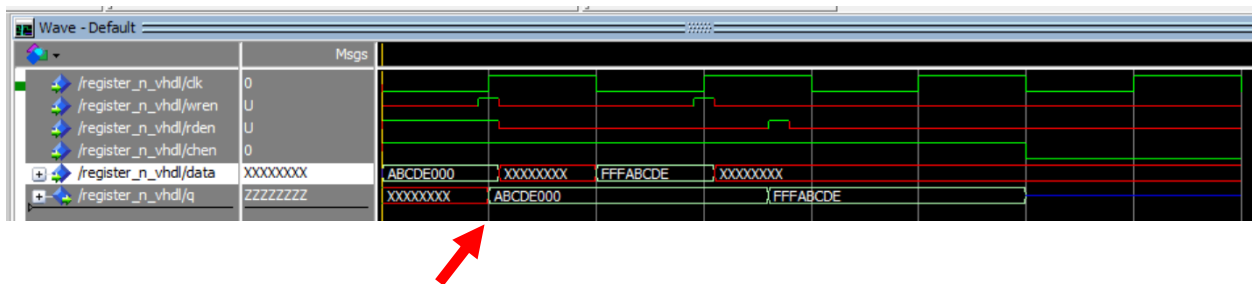 Wave - Default
Msgs
/register_n_vhdl/clk 0
/register_n_vhdl/wren U
/register_n_vhdl/rden U
/register_n_vhdl/chen 0
/register_n_vhdl/data XXXXXXXX ABCDE000 XXXXXXXX FFFABCDE XXXXXXXX
/register_n_vhdl/q ZZZZZZZZ XXXXXXXX ABCDE000 FFFABCDE